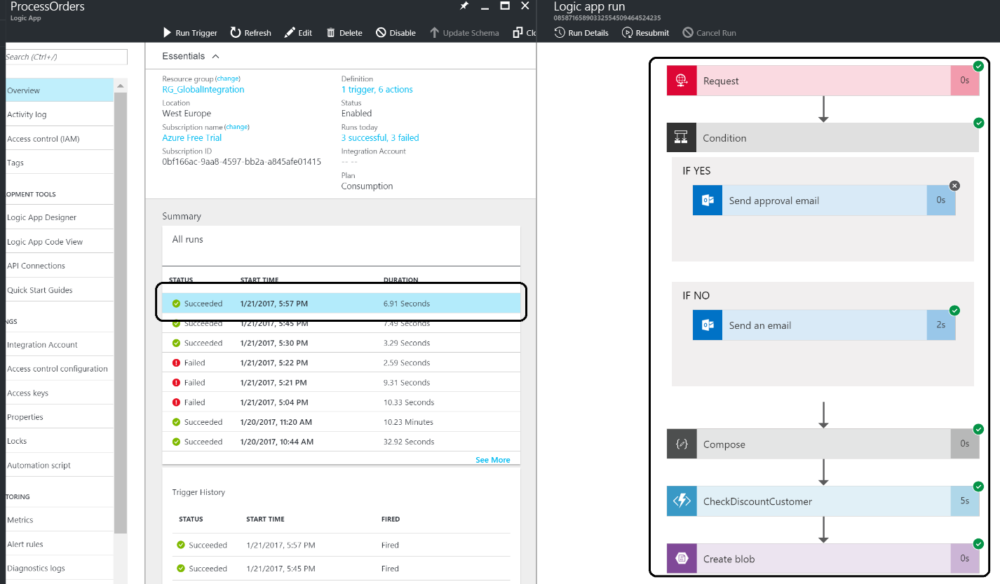 ProcessOrders
Logic App
Run Trigger Refresh Edit Delete Disable Update Schema Clo
Search (Ctrl+/)
Overview
Activity log
Access control (IAM)
Tags
OPMENT TOOLS
Logic App Designer
Logic App Code View
API Connections
Quick Start Guides
NGS
Integration Account
Access control configuration
Access keys
Properties
Locks
Automation script
TORING
Metrics
Alert rules
Diagnostics logs
Essentials
Resource group (change)
RG_GlobalIntegration
Location
West Europe
Subscription name (change)
Azure Free Trial
Subscription ID
0bf166ac-9aa8-4597-bb2a-a845afe01415
Definition
1 trigger, 6 actions
Status
Enabled
Runs today
3 successful, 3 failed
Integration Account
-- --
Plan
Consumption
Summary
All runs
STATUS START TIME DURATION
Succeeded 1/21/2017, 5:57 PM 6.91 Seconds
Succeeded 1/21/2017, 5:45 PM 7.49 Seconds
Succeeded 1/21/2017, 5:30 PM 3.29 Seconds
Failed 1/21/2017, 5:22 PM 2.59 Seconds
Failed 1/21/2017, 5:21 PM 9.31 Seconds
Failed 1/21/2017, 5:04 PM 10.33 Seconds
Succeeded 1/20/2017, 11:20 AM 10.23 Minutes
Succeeded 1/20/2017, 10:44 AM 32.92 Seconds
See More
Trigger History
STATUS START TIME FIRED
Succeeded 1/21/2017, 5:57 PM Fired
Succeeded 1/21/2017, 5:45 PM Fired
Logic app run
08587165890332554509464524235
Run Details Resubmit Cancel Run
Request 0s
Condition
IF YES
Send approval email 0s
IF NO
Send an email 2s
Compose 0s
CheckDiscountCustomer 5s
Create blob 0s